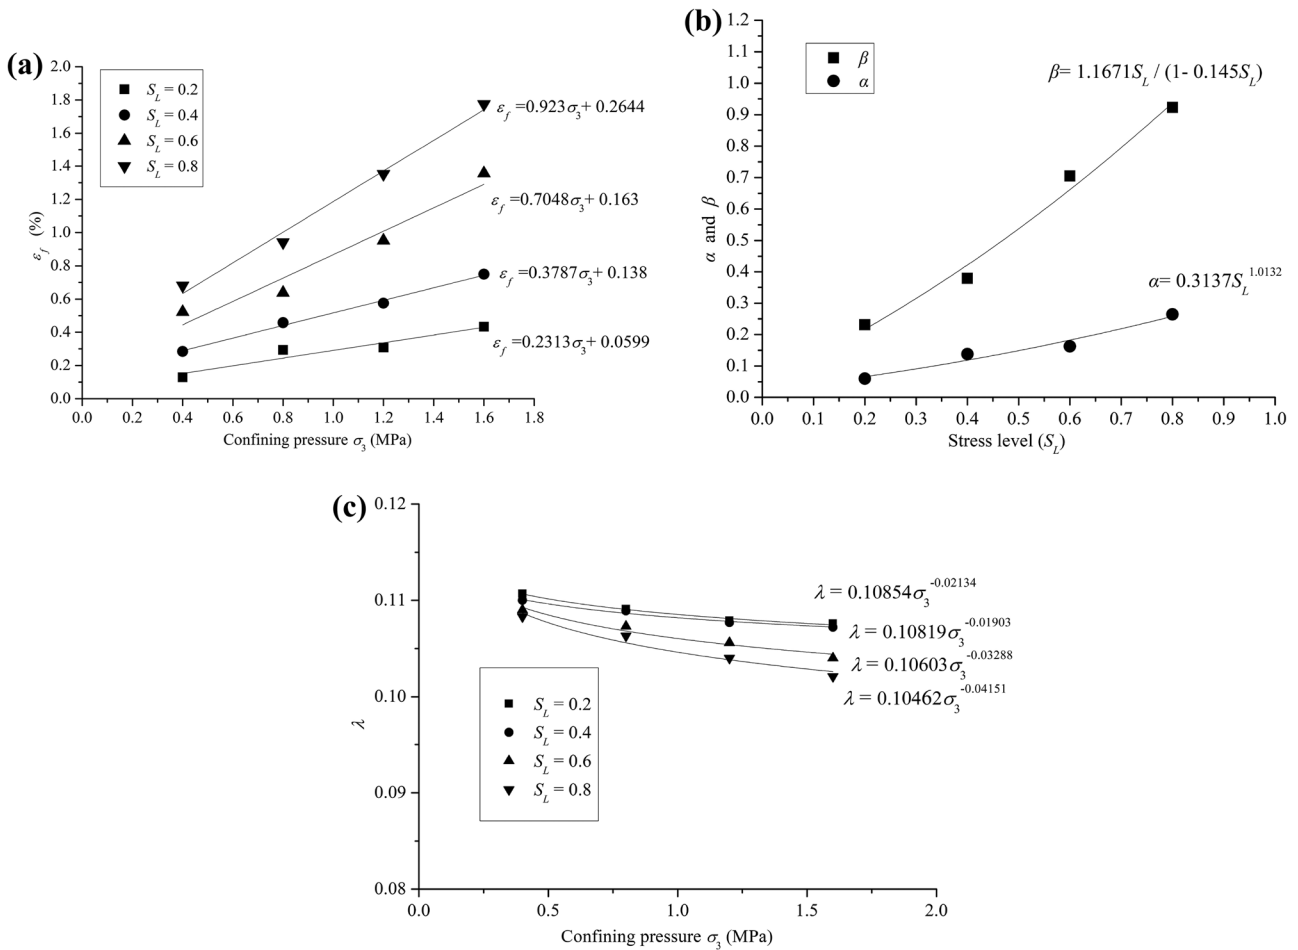 (a)
2.0
1.8
1.6
1.4
1.2
1.0
0.8
0.6
0.4
0.2
0.0
ε_f (%)
S_L = 0.2
S_L = 0.4
S_L = 0.6
S_L = 0.8
ε_f =0.923σ_3+ 0.2644
ε_f =0.7048σ_3+ 0.163
ε_f=0.3787σ_3+ 0.138
ε_f =0.2313σ_3+ 0.0599
0.0 0.2 0.4 0.6 0.8 1.0 1.2 1.4 1.6 1.8
Confining pressure σ_3 (MPa)
(b)
1.2
1.1
1.0
0.9
0.8
0.7
0.6
0.5
0.4
0.3
0.2
0.1
0.0
α and β
β
α
β= 1.1671S_L / (1- 0.145S_L)
α= 0.3137S_L^1.0132
0.0 0.1 0.2 0.3 0.4 0.5 0.6 0.7 0.8 0.9 1.0
Stress level (S_L)
(c)
0.12
0.11
0.10
0.09
0.08
λ
λ = 0.10854σ_3^-0.02134
λ = 0.10819σ_3^-0.01903
λ = 0.10603σ_3^-0.03288
λ = 0.10462σ_3^-0.04151
S_L = 0.2
S_L = 0.4
S_L = 0.6
S_L = 0.8
0.0 0.5 1.0 1.5 2.0
Confining pressure σ_3 (MPa)